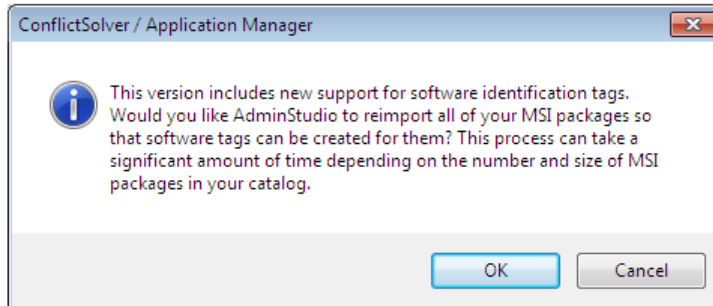 ConflictSolver / Application Manager
This version includes new support for software identification tags.
Would you like AdminStudio to reimport all of your MSI packages so
that software tags can be created for them? This process can take a
significant amount of time depending on the number and size of MSI
packages in your catalog.
OK
Cancel